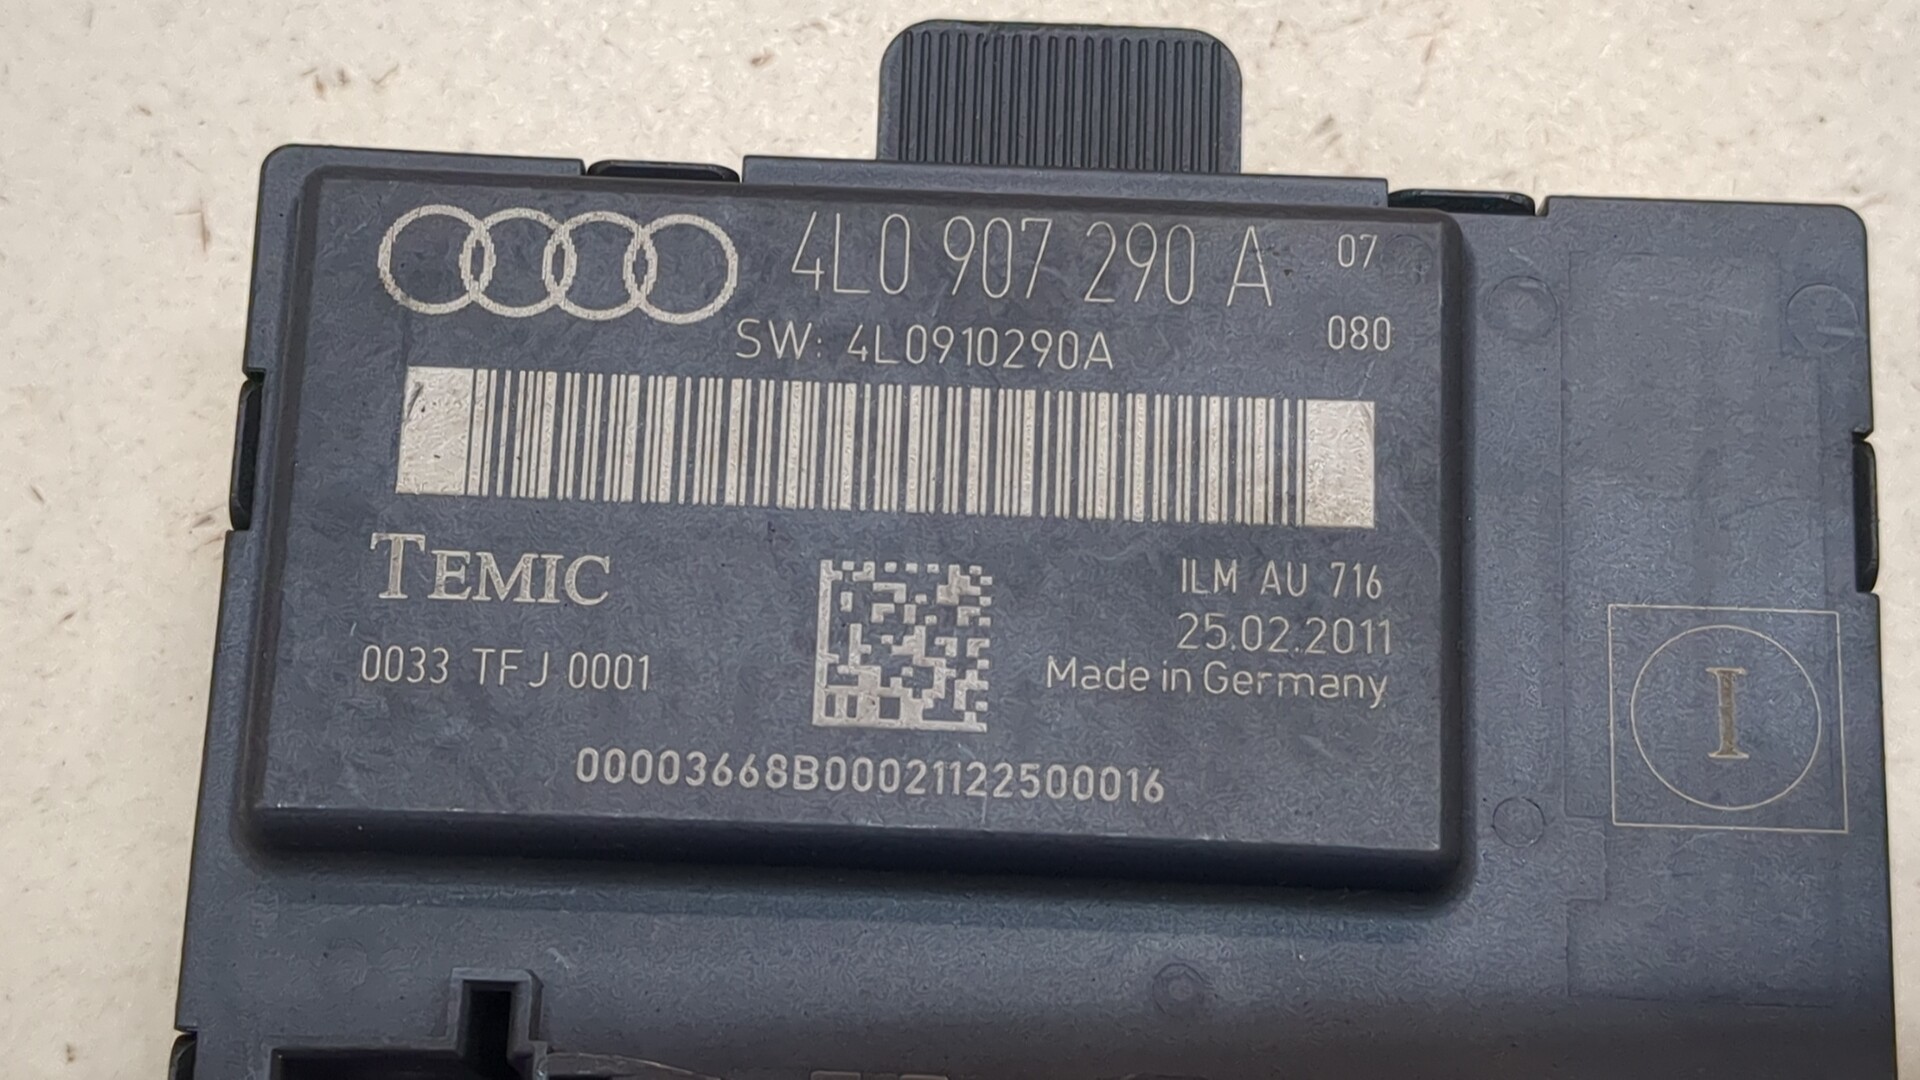 4L0 907 290 A 07
SW: 4L0910290A 080
TEMIC
0033 TFJ 0001
ILM AU 716
25.02.2011
Made in Germany
00003668B00021122500016
I